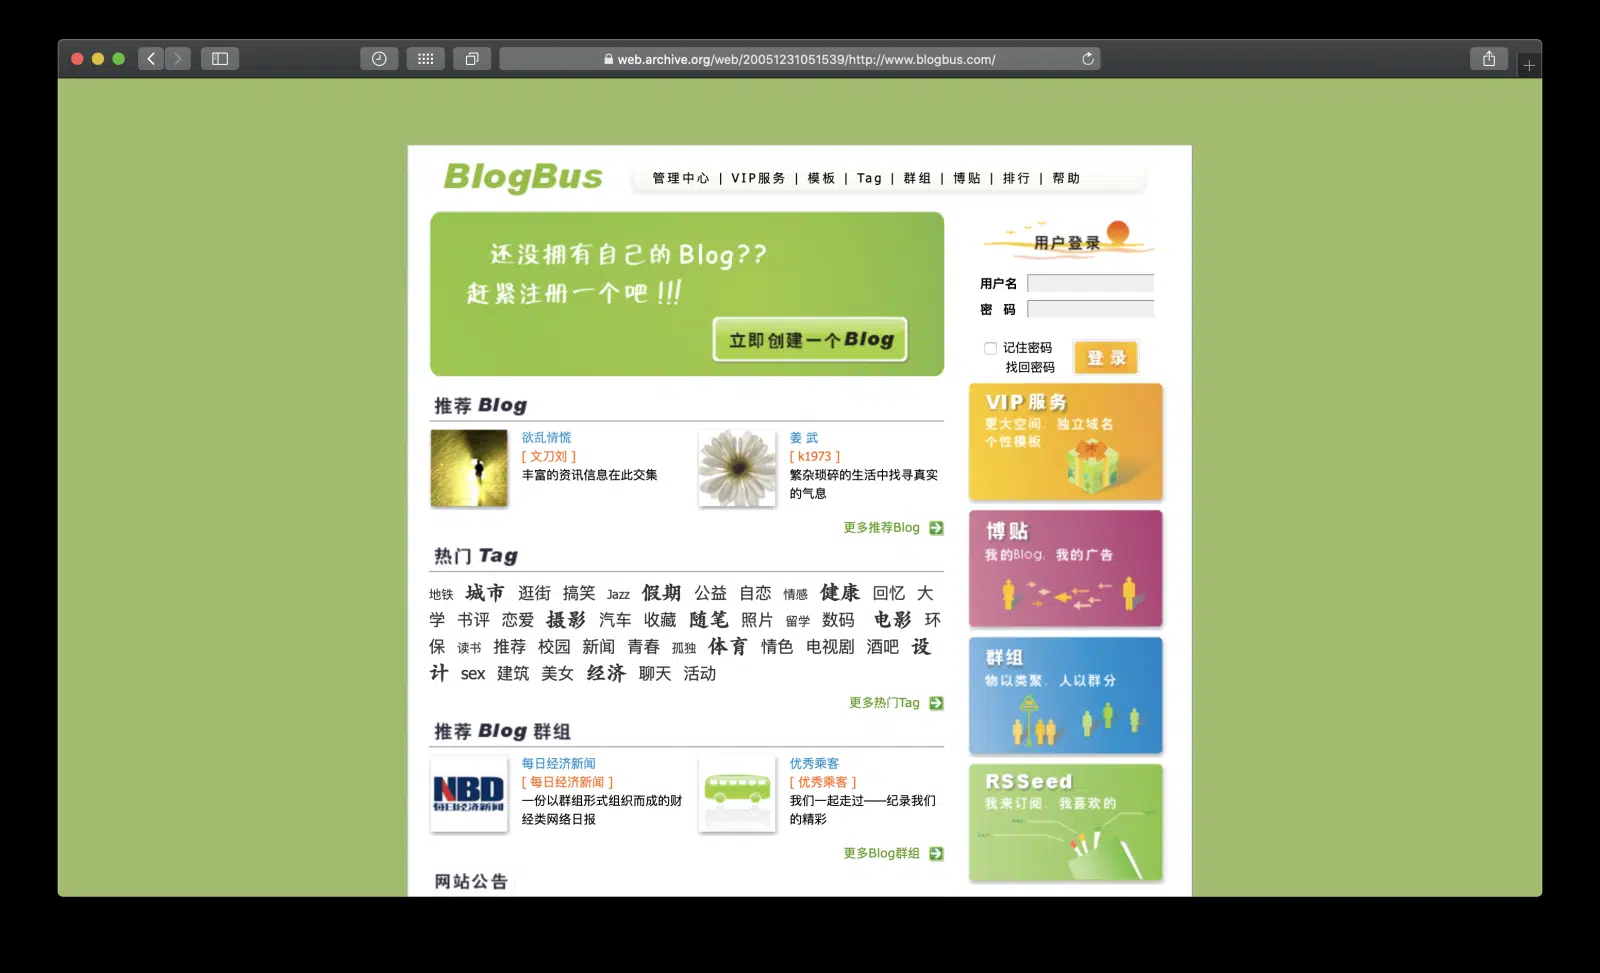 web.archive.org/web/20051231051539/http://www.blogbus.com/
BlogBus
管理中心 | VIP服务 | 模板 | Tag | 群组 | 博贴 | 排行 | 帮助
还没拥有自己的Blog??
赶紧注册一个吧!!!
立即创建一个Blog
用户登录
用户名
密 码
记住密码
找回密码
登录
推荐 Blog
欲乱情慌
[ 文刀刘 ]
丰富的资讯信息在此交集
姜 武
[ k1973 ]
繁杂琐碎的生活中找寻真实
的气息
更多推荐Blog
热门 Tag
地铁 城市 逛街 搞笑 Jazz 假期 公益 自恋 情感 健康 回忆 大
学 书评 恋爱 摄影 汽车 收藏 随笔 照片 留学 数码 电影 环
保 读书 推荐 校园 新闻 青春 孤独 体育 情色 电视剧 酒吧 设
计 sex 建筑 美女 经济 聊天 活动
更多热门Tag
推荐 Blog 群组
NBD
每日经济新闻
每日经济新闻
[ 每日经济新闻 ]
一份以群组形式组织而成的财
经类网络日报
优秀乘客
[ 优秀乘客 ]
我们一起走过——纪录我们
的精彩
更多Blog群组
网站公告
VIP服务
更大空间．独立域名
个性模板
博贴
我的Blog．我的广告
群组
物以类聚．人以群分
RSSeed
我来订阅．我喜欢的